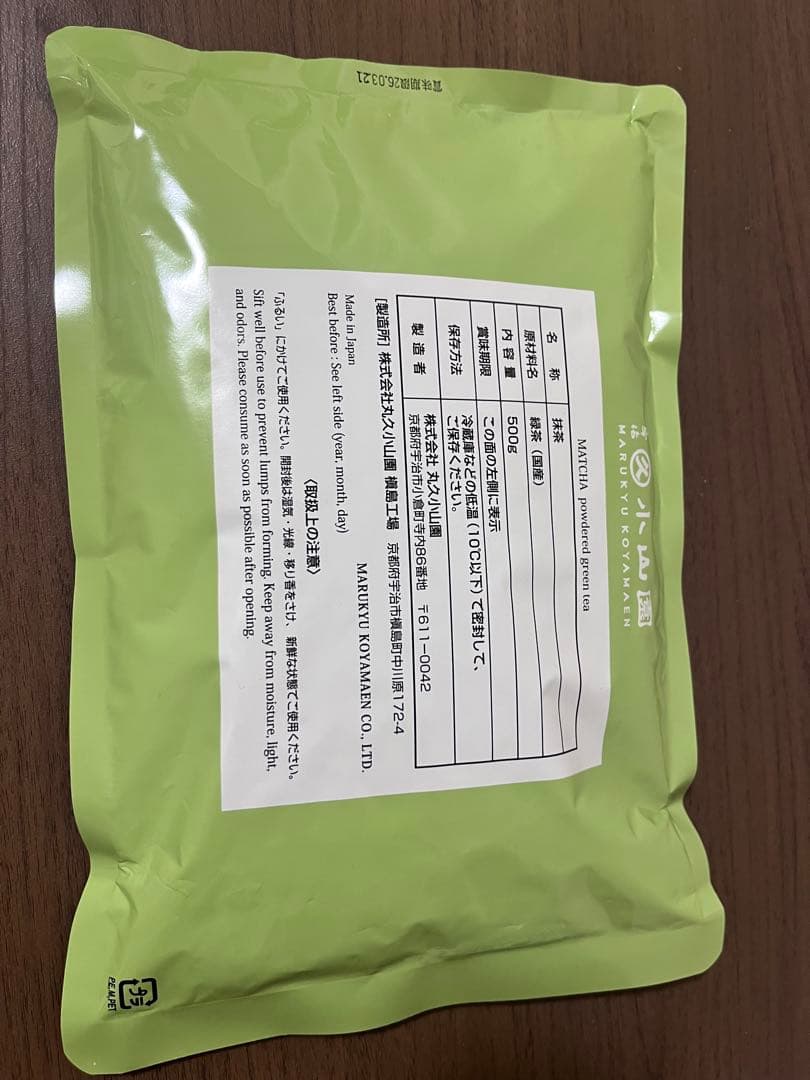 小山園
MARUKYU KOYAMAEN
MATCHA powdered green tea
名 称 抹茶
原材料名 緑茶（国産）
内 容 量 500g
賞味期限 この面の左側に表示
保存方法 冷蔵庫などの低温（10℃以下）で密封して、
ご保存ください。
製 造 者 株式会社 丸久小山園
京都府宇治市小倉町寺内86番地 〒611-0042
［製造所］株式会社丸久小山園 槇島工場 京都府宇治市槇島町中川原172-4
Made in Japan
MARUKYU KOYAMAEN CO., LTD.
Best before : See left side (year, month, day)
〈取扱上の注意〉
「ふるい」にかけてご使用ください。開封後は湿気・光線・移り香をさけ、新鮮な状態でご使用ください。
Sift well before use to prevent lumps from forming. Keep away from moisture, light,
and odors. Please consume as soon as possible after opening.
賞味期限26.03.21
プラ
P.E,M,PET